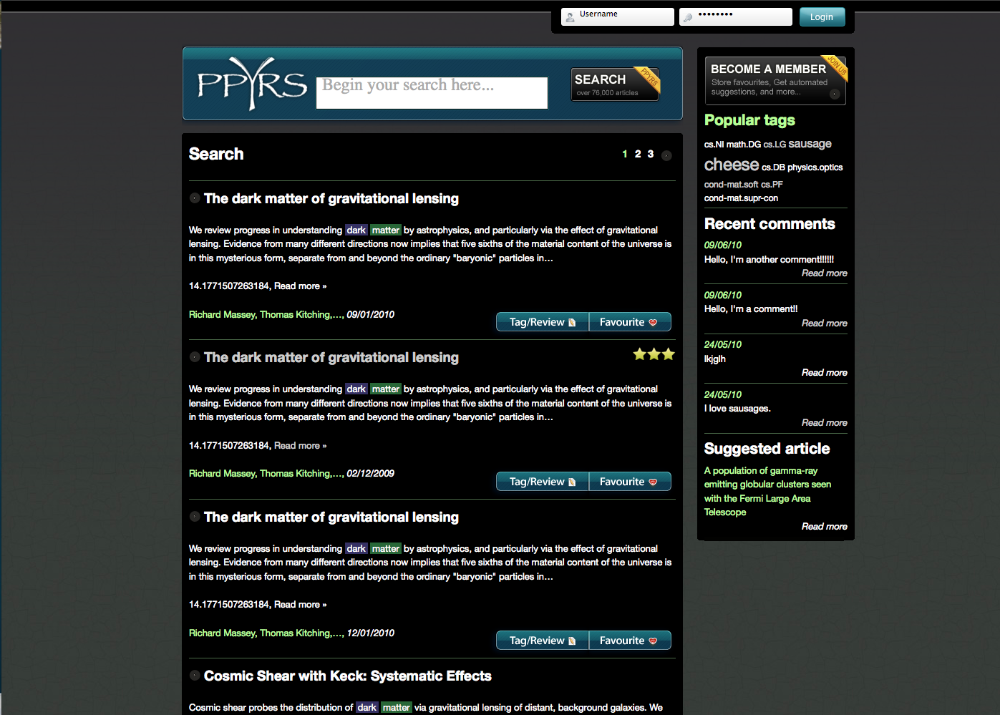 Username
••••••••
Login
PPYRS
Begin your search here...
SEARCH
over 76,000 articles
PPYRS
BECOME A MEMBER
Store favourites, Get automated
suggestions, and more...
JOIN US
Search
1 2 3
The dark matter of gravitational lensing
We review progress in understanding dark matter by astrophysics, and particularly via the effect of gravitational
lensing. Evidence from many different directions now implies that five sixths of the material content of the universe is
in this mysterious form, separate from and beyond the ordinary "baryonic" particles in...
14.1771507263184, Read more »
Richard Massey, Thomas Kitching,..., 09/01/2010
Tag/Review
Favourite
The dark matter of gravitational lensing
We review progress in understanding dark matter by astrophysics, and particularly via the effect of gravitational
lensing. Evidence from many different directions now implies that five sixths of the material content of the universe is
in this mysterious form, separate from and beyond the ordinary "baryonic" particles in...
14.1771507263184, Read more »
Richard Massey, Thomas Kitching,..., 02/12/2009
Tag/Review
Favourite
The dark matter of gravitational lensing
We review progress in understanding dark matter by astrophysics, and particularly via the effect of gravitational
lensing. Evidence from many different directions now implies that five sixths of the material content of the universe is
in this mysterious form, separate from and beyond the ordinary "baryonic" particles in...
14.1771507263184, Read more »
Richard Massey, Thomas Kitching,..., 12/01/2010
Tag/Review
Favourite
Cosmic Shear with Keck: Systematic Effects
Cosmic shear probes the distribution of dark matter via gravitational lensing of distant, background galaxies. We
Popular tags
cs.NI math.DG cs.LG sausage
cheese cs.DB physics.optics
cond-mat.soft cs.PF
cond-mat.supr-con
Recent comments
09/06/10
Hello, I'm another comment!!!!!!
Read more
09/06/10
Hello, I'm a comment!!
Read more
24/05/10
lkjglh
Read more
24/05/10
I love sausages.
Read more
Suggested article
A population of gamma-ray
emitting globular clusters seen
with the Fermi Large Area
Telescope
Read more